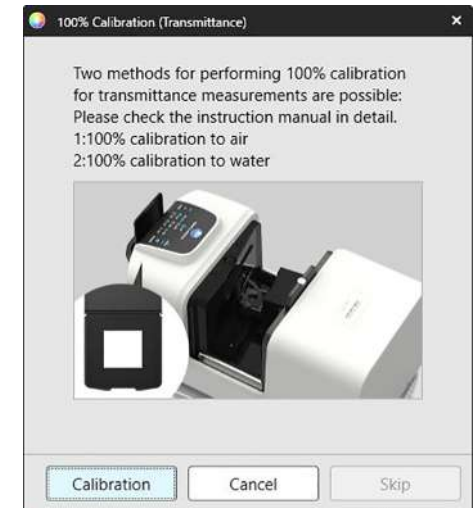 100% Calibration (Transmittance)
Two methods for performing 100% calibration
for transmittance measurements are possible:
Please check the instruction manual in detail.
1:100% calibration to air
2:100% calibration to water
Calibration
Cancel
Skip